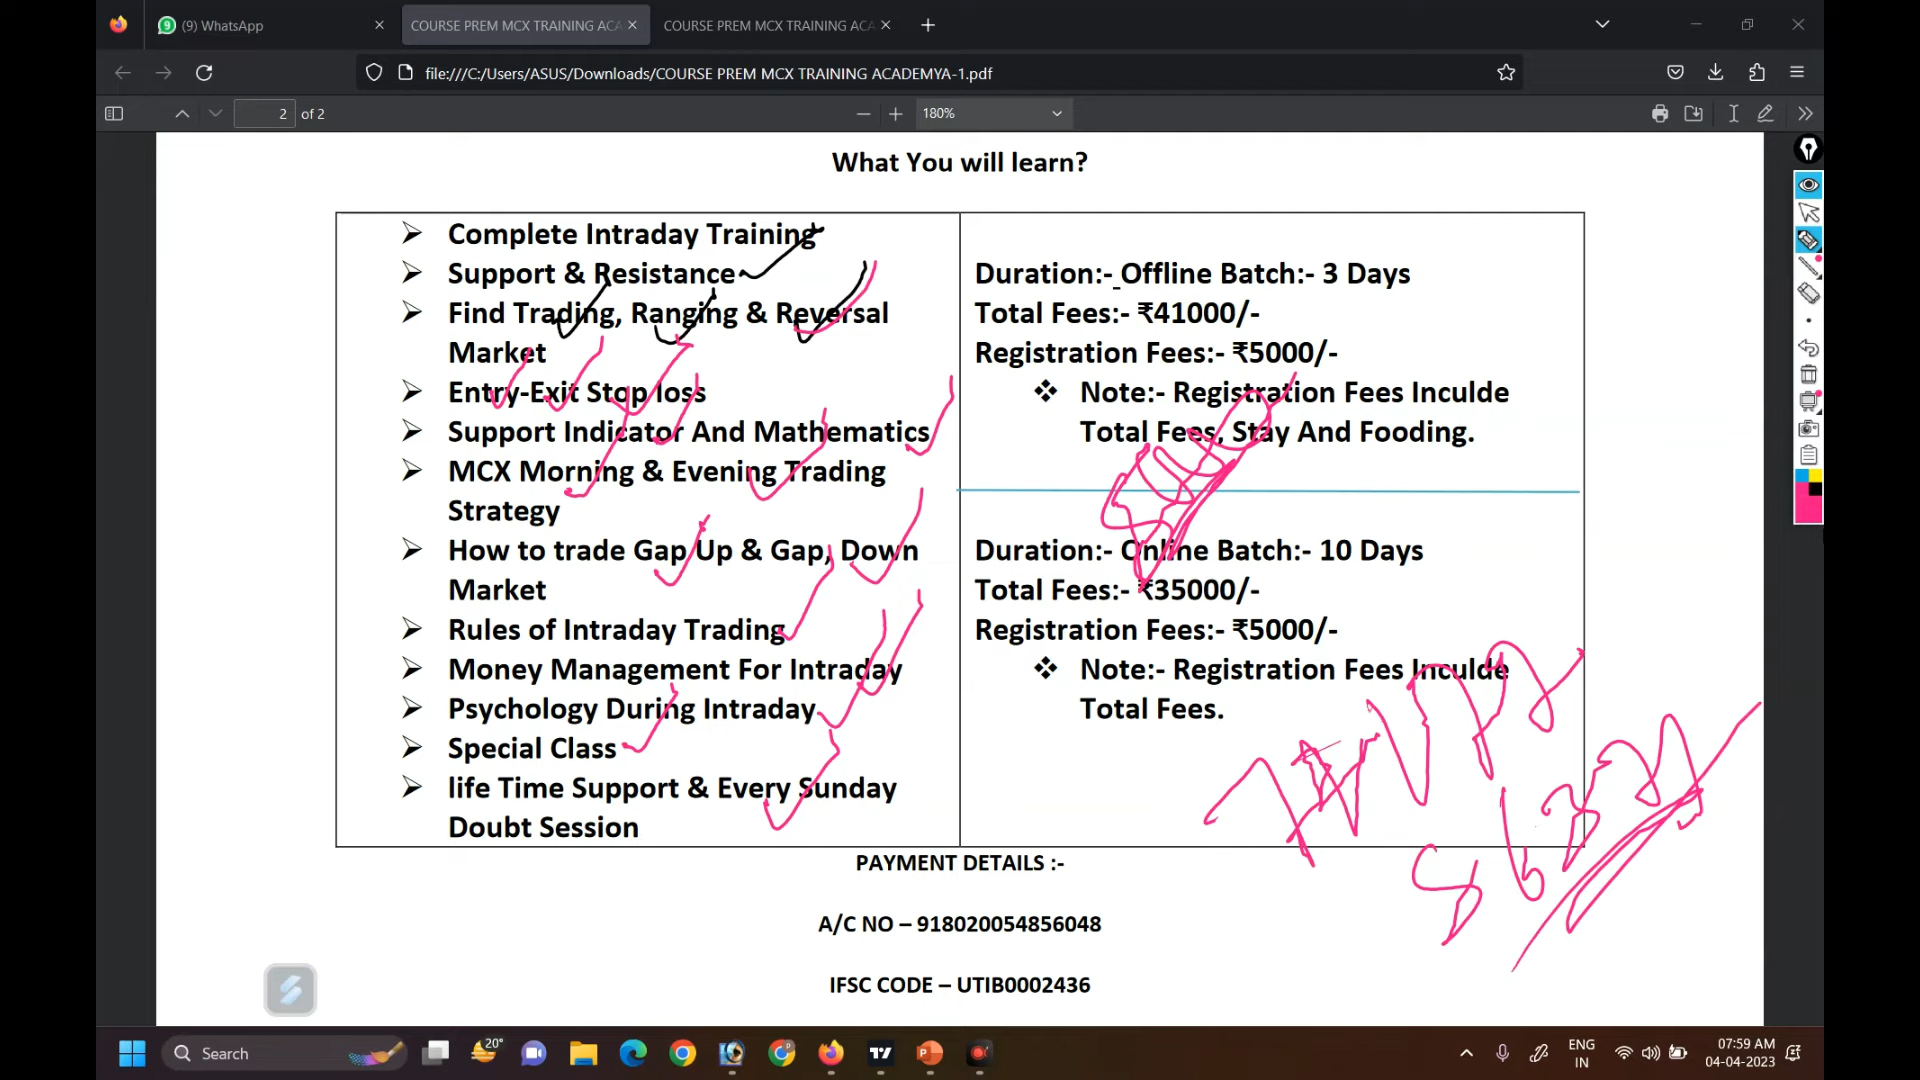 (9) WhatsApp
COURSE PREM MCX TRAINING ACA
COURSE PREM MCX TRAINING ACA
file:///C:/Users/ASUS/Downloads/COURSE PREM MCX TRAINING ACADEMYA-1.pdf
2 of 2
180%
What You will learn?
➢ Complete Intraday Training
➢ Support & Resistance
➢ Find Trading, Ranging & Reversal
Market
➢ Entry-Exit Stop loss
➢ Support Indicator And Mathematics
➢ MCX Morning & Evening Trading
Strategy
➢ How to trade Gap Up & Gap, Down
Market
➢ Rules of Intraday Trading
➢ Money Management For Intraday
➢ Psychology During Intraday
➢ Special Class
➢ life Time Support & Every Sunday
Doubt Session
Duration:- Offline Batch:- 3 Days
Total Fees:- ₹41000/-
Registration Fees:- ₹5000/-
❖ Note:- Registration Fees Inculde
Total Fees, Stay And Fooding.
Duration:- Online Batch:- 10 Days
Total Fees:- ₹35000/-
Registration Fees:- ₹5000/-
❖ Note:- Registration Fees Inculde
Total Fees.
PAYMENT DETAILS :-
A/C NO – 918020054856048
IFSC CODE – UTIB0002436
Search
20°
ENG
IN
07:59 AM
04-04-2023